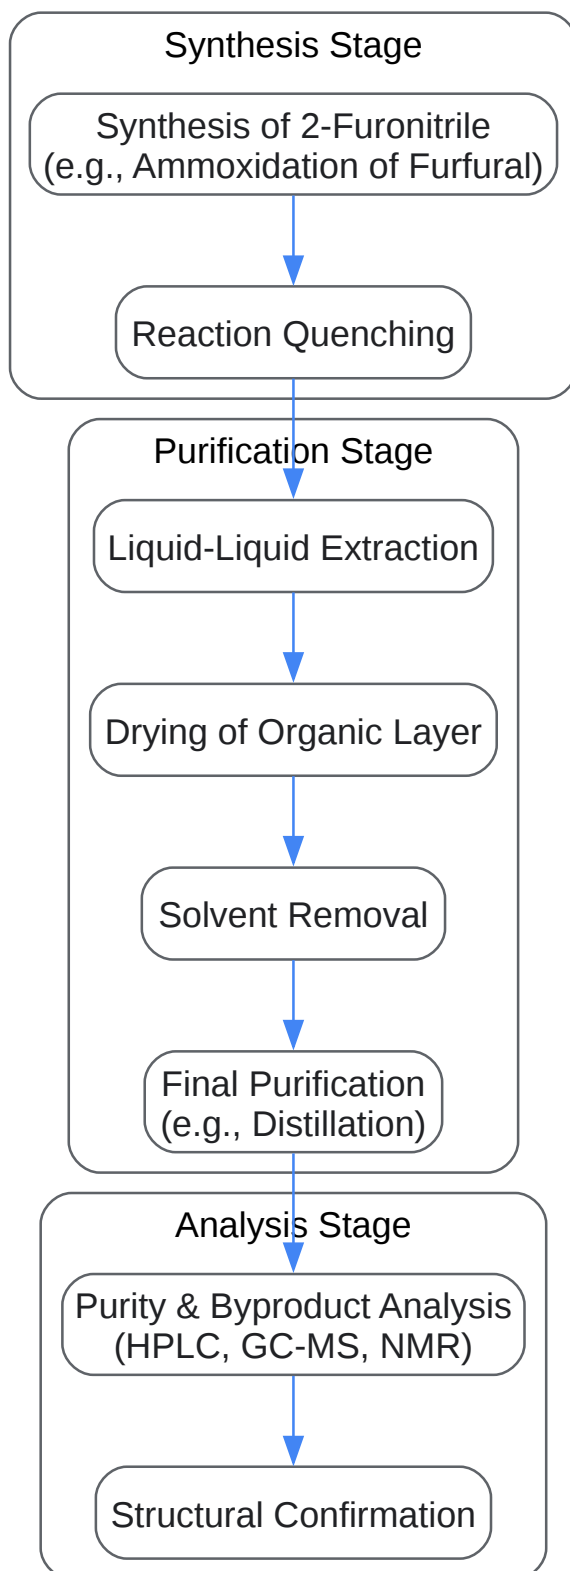 Synthesis Stage
Synthesis of 2-Furonitrile
(e.g., Ammoxidation of Furfural)
Reaction Quenching
Purification Stage
Liquid-Liquid Extraction
Drying of Organic Layer
Solvent Removal
Final Purification
(e.g., Distillation)
Analysis Stage
Purity & Byproduct Analysis
(HPLC, GC-MS, NMR)
Structural Confirmation